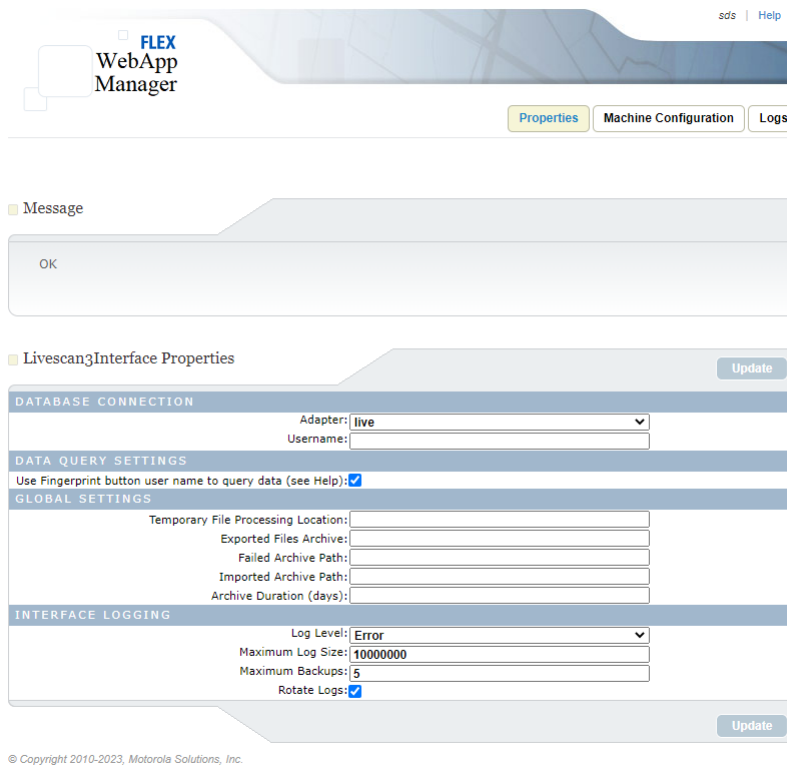 sds | Help
FLEX
WebApp
Manager
Properties Machine Configuration Logs
Message
OK
Livescan3Interface Properties
Update
DATABASE CONNECTION
Adapter: live
Username:
DATA QUERY SETTINGS
Use Fingerprint button user name to query data (see Help):
GLOBAL SETTINGS
Temporary File Processing Location:
Exported Files Archive:
Failed Archive Path:
Imported Archive Path:
Archive Duration (days):
INTERFACE LOGGING
Log Level: Error
Maximum Log Size: 10000000
Maximum Backups: 5
Rotate Logs:
Update
© Copyright 2010-2023, Motorola Solutions, Inc.